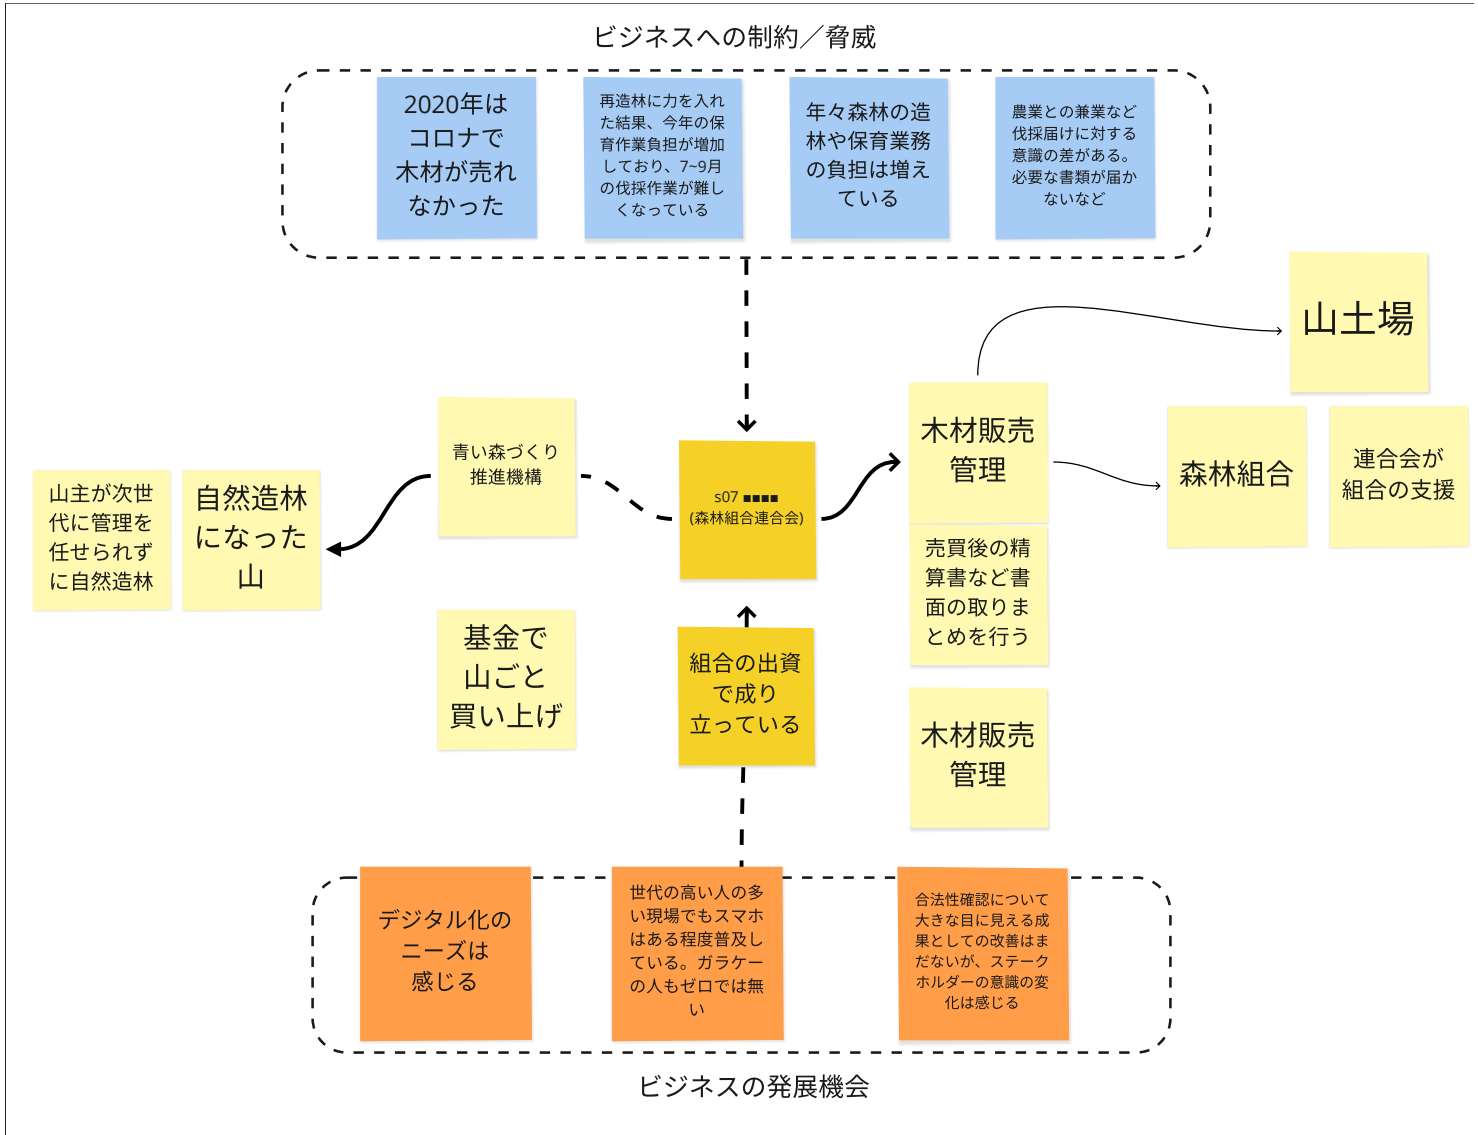 ビジネスへの制約／脅威
2020年は
コロナで
木材が売れ
なかった
再造林に力を入れ
た結果、今年の保
育作業負担が増加
しており、7~9月
の伐採作業が難し
くなっている
年々森林の造
林や保育業務
の負担は増え
ている
農業との兼業など
伐採届けに対する
意識の差がある。
必要な書類が届か
ないなど
山土場
木材販売
管理
森林組合
連合会が
組合の支援
青い森づくり
推進機構
s07 ■■■■
(森林組合連合会)
山主が次世
代に管理を
任せられず
に自然造林
自然造林
になった
山
売買後の精
算書など書
面の取りま
とめを行う
基金で
山ごと
買い上げ
組合の出資
で成り
立っている
木材販売
管理
デジタル化の
ニーズは
感じる
世代の高い人の多
い現場でもスマホ
はある程度普及し
ている。ガラケー
の人もゼロでは無
い
合法性確認について
大きな目に見える成
果としての改善はま
だないが、ステーク
ホルダーの意識の変
化は感じる
ビジネスの発展機会